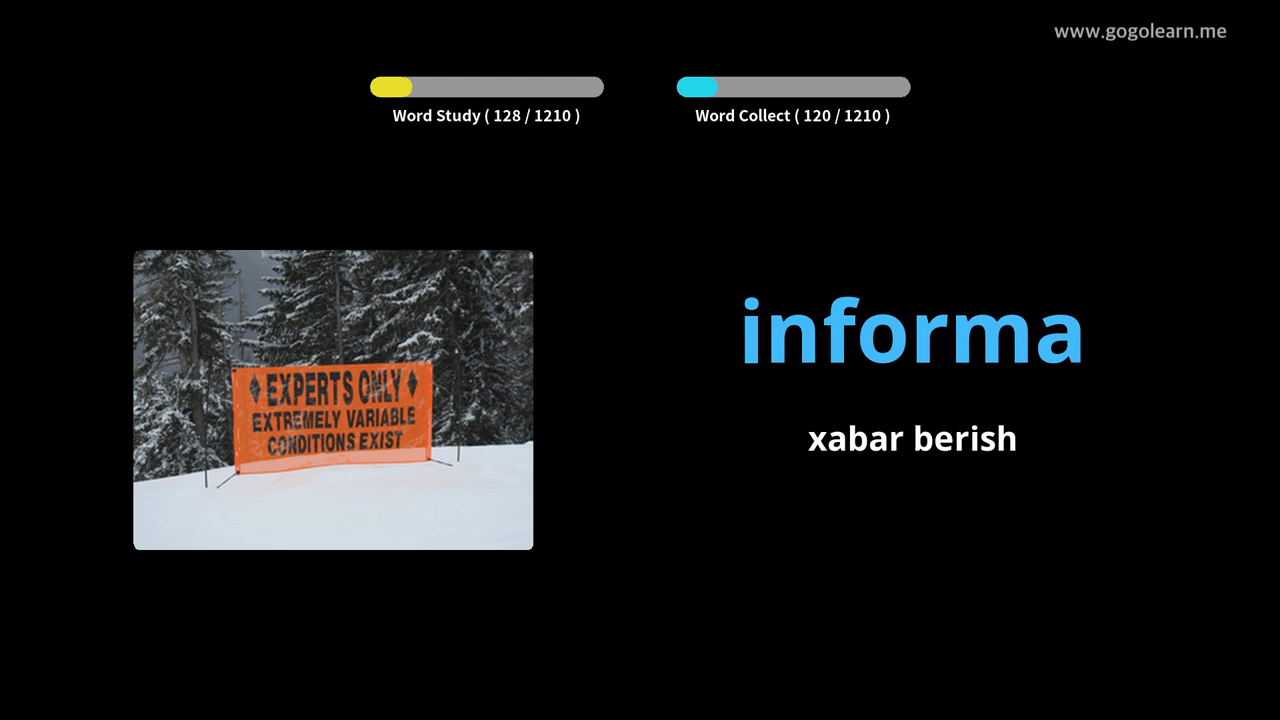 www.gogolearn.me
Word Study ( 128 / 1210 )
Word Collect ( 120 / 1210 )
EXPERTS ONLY
EXTREMELY VARIABLE
CONDITIONS EXIST
informa
xabar berish